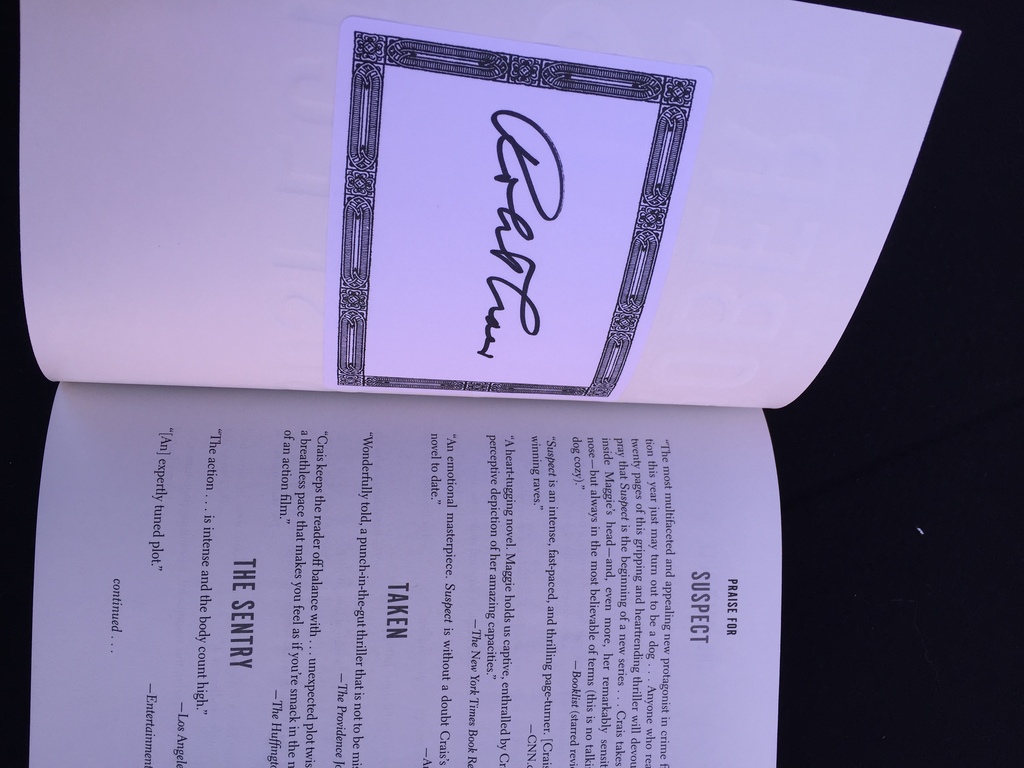 PRAISE FOR
SUSPECT
"The most multifaceted and appealing new protagonist in crime
tion this year just may turn out to be a dog . . . Anyone who
twenty pages of this gripping and heartrending thriller will
pray that Suspect is the beginning of a new series . . . Crais takes
inside Maggie's head—and, even more, her remarkably
nose—but always in the most believable of terms (this is no
dog cozy)."
—Booklist (starred
"Suspect is an intense, fast-paced, and thrilling page-turner.
winning raves."
—CNN.
"A heart-tugging novel. Maggie holds us captive, enthralled by
perceptive depiction of her amazing capacities."
—The New York Times Book
"An emotional masterpiece. Suspect is without a doubt Crais's
novel to date."
TAKEN
"Wonderfully told, a punch-in-the-gut thriller that is not to be
—The Providence
"Crais keeps the reader off balance with . . . unexpected plot
a breathless pace that makes you feel as if you're smack in the
of an action film."
—The
THE SENTRY
"The action . . . is intense and the body count high."
—Los
"[An] expertly tuned plot."
—Entertainment
continued . . .